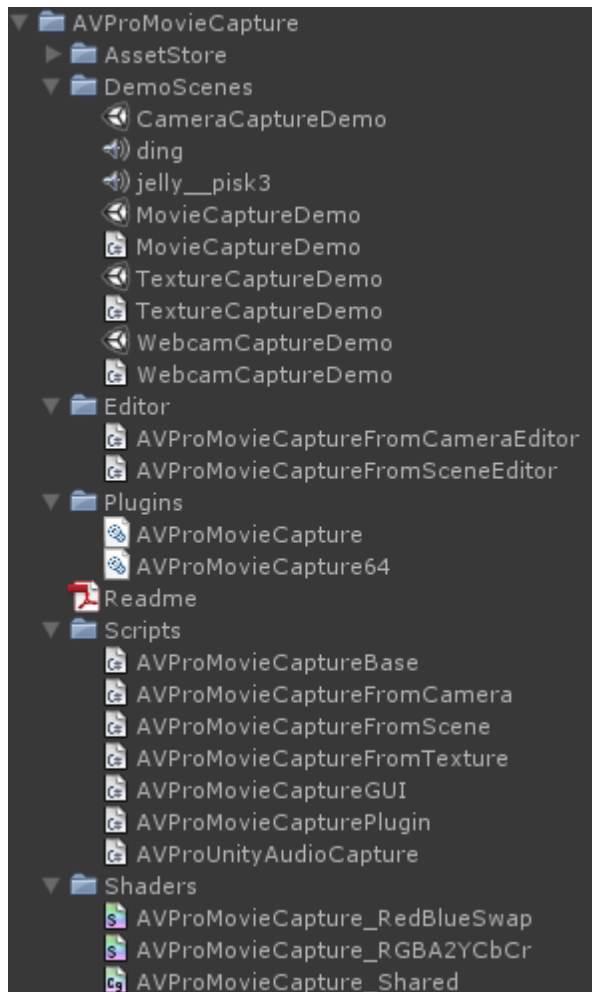 AVProMovieCapture
AssetStore
DemoScenes
CameraCaptureDemo
ding
jelly__pisk3
MovieCaptureDemo
C# MovieCaptureDemo
TextureCaptureDemo
C# TextureCaptureDemo
WebcamCaptureDemo
C# WebcamCaptureDemo
Editor
C# AVProMovieCaptureFromCameraEditor
C# AVProMovieCaptureFromSceneEditor
Plugins
AVProMovieCapture
AVProMovieCapture64
Readme
Scripts
C# AVProMovieCaptureBase
C# AVProMovieCaptureFromCamera
C# AVProMovieCaptureFromScene
C# AVProMovieCaptureFromTexture
C# AVProMovieCaptureGUI
C# AVProMovieCapturePlugin
C# AVProUnityAudioCapture
Shaders
S AVProMovieCapture_RedBlueSwap
S AVProMovieCapture_RGBA2YCbCr
Cg AVProMovieCapture_Shared